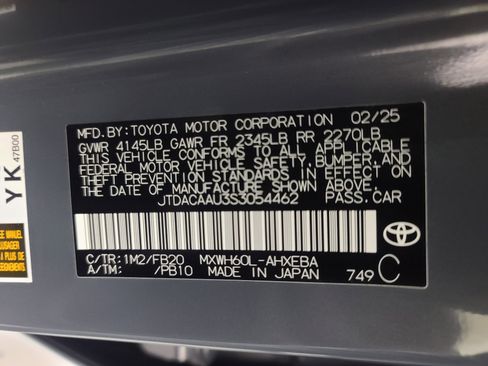 MFD.BY:TOYOTA MOTOR CORPORATION 02/25
GVWR 4145LB GAWR FR 2345LB RR 2270LB
THIS VEHICLE CONFORMS TO ALL APPLICABLE
FEDERAL MOTOR VEHICLE SAFETY,BUMPER,AND
THEFT PREVENTION STANDARDS IN EFFECT ON
THE DATE OF MANUFACTURE SHOWN ABOVE.
JTDACAAU3S3054462 PASS.CAR
C/TR:1M2/FB20 MXWH60L-AHXEBA
A/TM: /PB10 MADE IN JAPAN 749 C
YK
47B00